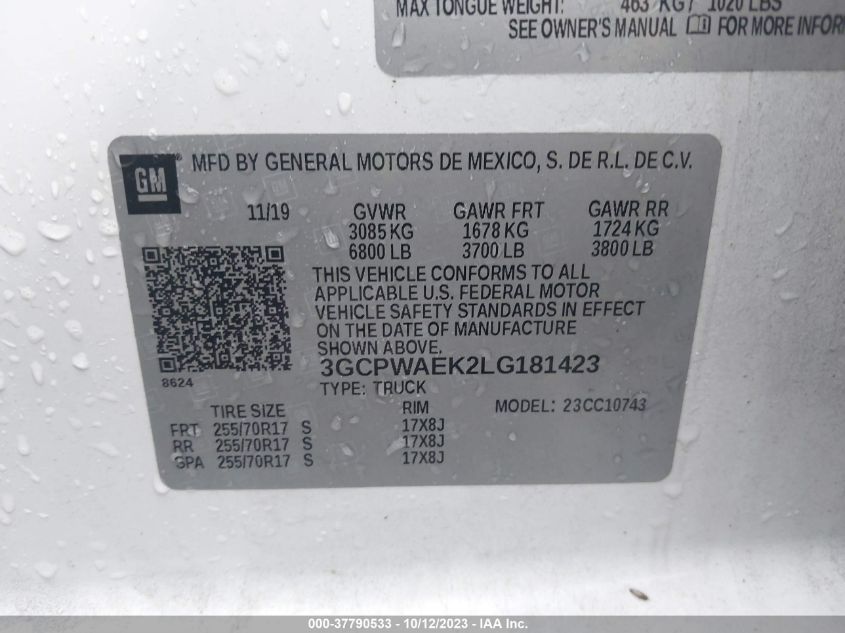 MAX TONGUE WEIGHT: 463 KG / 1020 LBS
SEE OWNER'S MANUAL FOR MORE INFOR
GM ® MFD BY GENERAL MOTORS DE MEXICO, S. DE R.L. DE C.V.
11/19 GVWR GAWR FRT GAWR RR
3085 KG 1678 KG 1724 KG
6800 LB 3700 LB 3800 LB
THIS VEHICLE CONFORMS TO ALL
APPLICABLE U.S. FEDERAL MOTOR
VEHICLE SAFETY STANDARDS IN EFFECT
ON THE DATE OF MANUFACTURE
SHOWN ABOVE.
3GCPWAEK2LG181423
8624
TYPE: TRUCK
TIRE SIZE RIM MODEL: 23CC10743
FRT 255/70R17 S 17X8J
RR 255/70R17 S 17X8J
GPA 255/70R17 S 17X8J
000-37790533 - 10/12/2023 - IAA Inc.